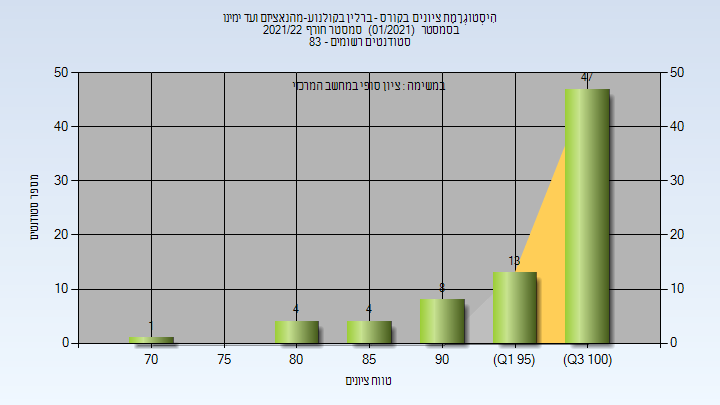 היסטוגרמת ציונים בקורס - ברלין בקולנוע-מהנאציזם ועד ימינו
בסמסטר (01/2021) סמסטר חורף 2021/22
סטודנטים רשומים - 83
במשימה : ציון סופי במחשב המרכזי
מספר סטודנטים
50
40
30
20
10
0
50
40
30
20
10
0
1
4
4
8
13
47
70
75
80
85
90
(Q1 95)
(Q3 100)
טווח ציונים